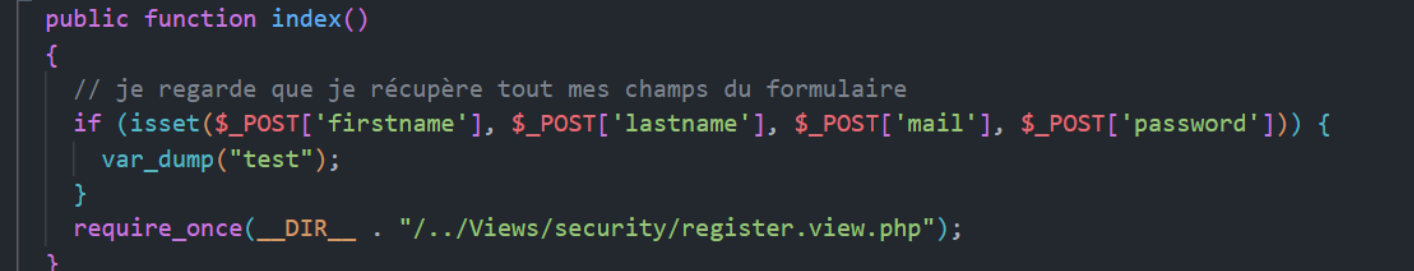 public function index()
{
// je regarde que je récupère tout mes champs du formulaire
if (isset($_POST['firstname'], $_POST['lastname'], $_POST['mail'], $_POST['password'])) {
var_dump("test");
}
require_once(__DIR__ . "/../Views/security/register.view.php");
}